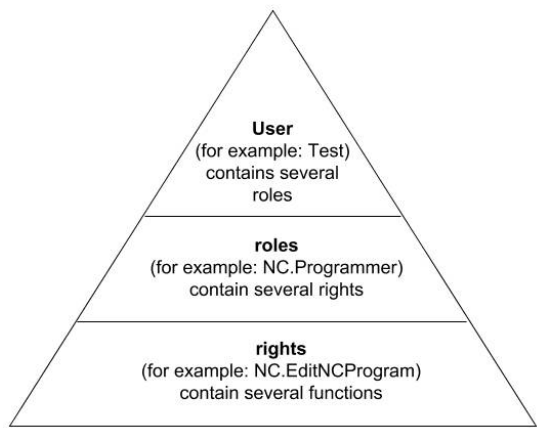 User
(for example: Test)
contains several
roles
roles
(for example: NC.Programmer)
contain several rights
rights
(for example: NC.EditNCProgram)
contain several functions